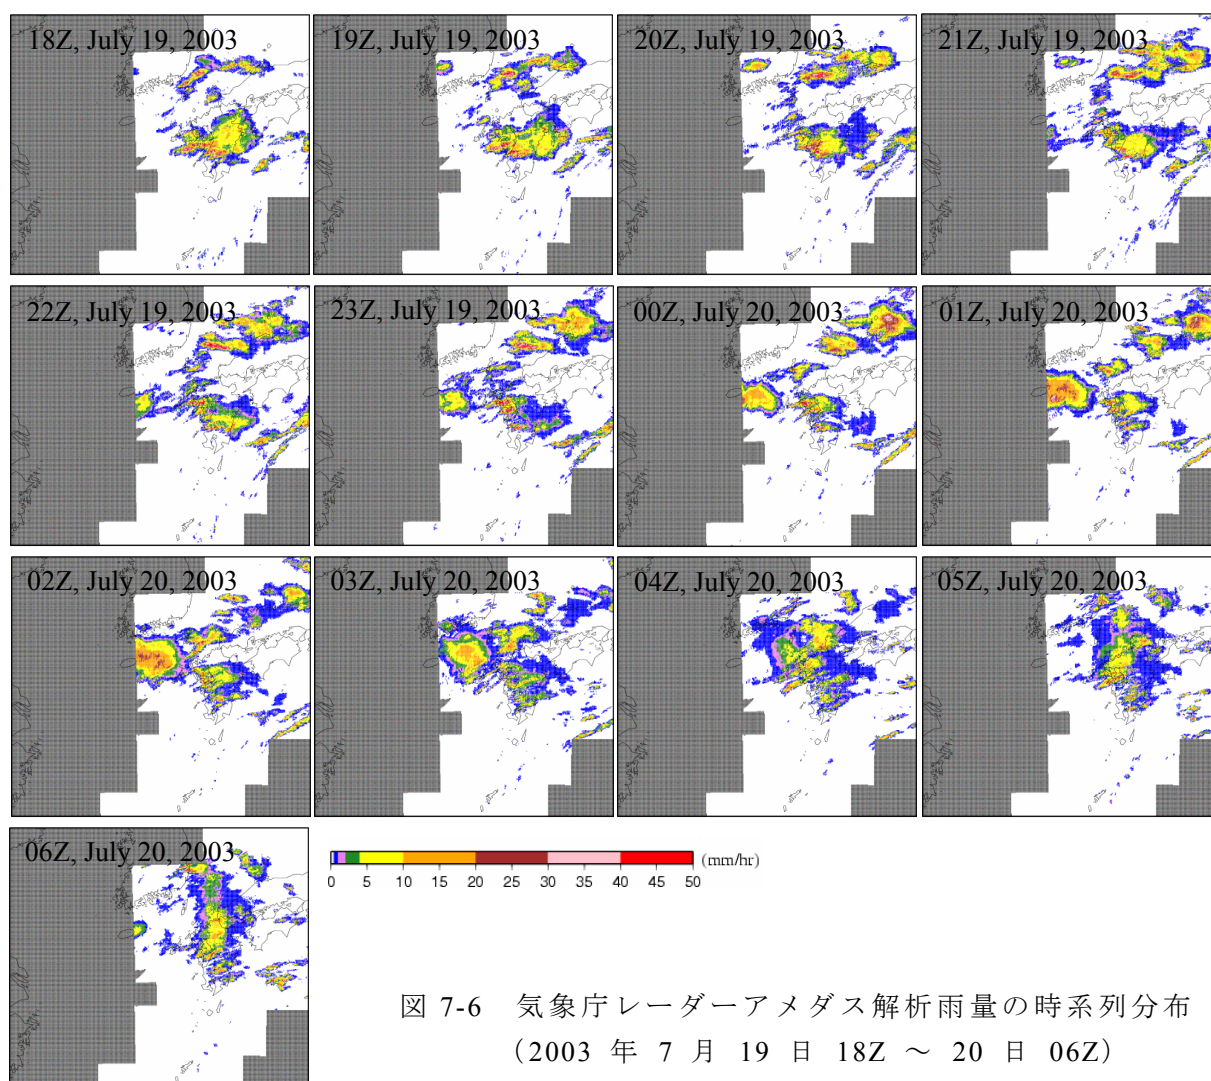 18Z, July 19, 2003
19Z, July 19, 2003
20Z, July 19, 2003
21Z, July 19, 2003
22Z, July 19, 2003
23Z, July 19, 2003
00Z, July 20, 2003
01Z, July 20, 2003
02Z, July 20, 2003
03Z, July 20, 2003
04Z, July 20, 2003
05Z, July 20, 2003
06Z, July 20, 2003
(mm/hr)
0 5 10 15 20 25 30 35 40 45 50
図 7-6 気象庁レーダーアメダス解析雨量の時系列分布
(2003 年 7 月 19 日 18Z ～ 20 日 06Z)